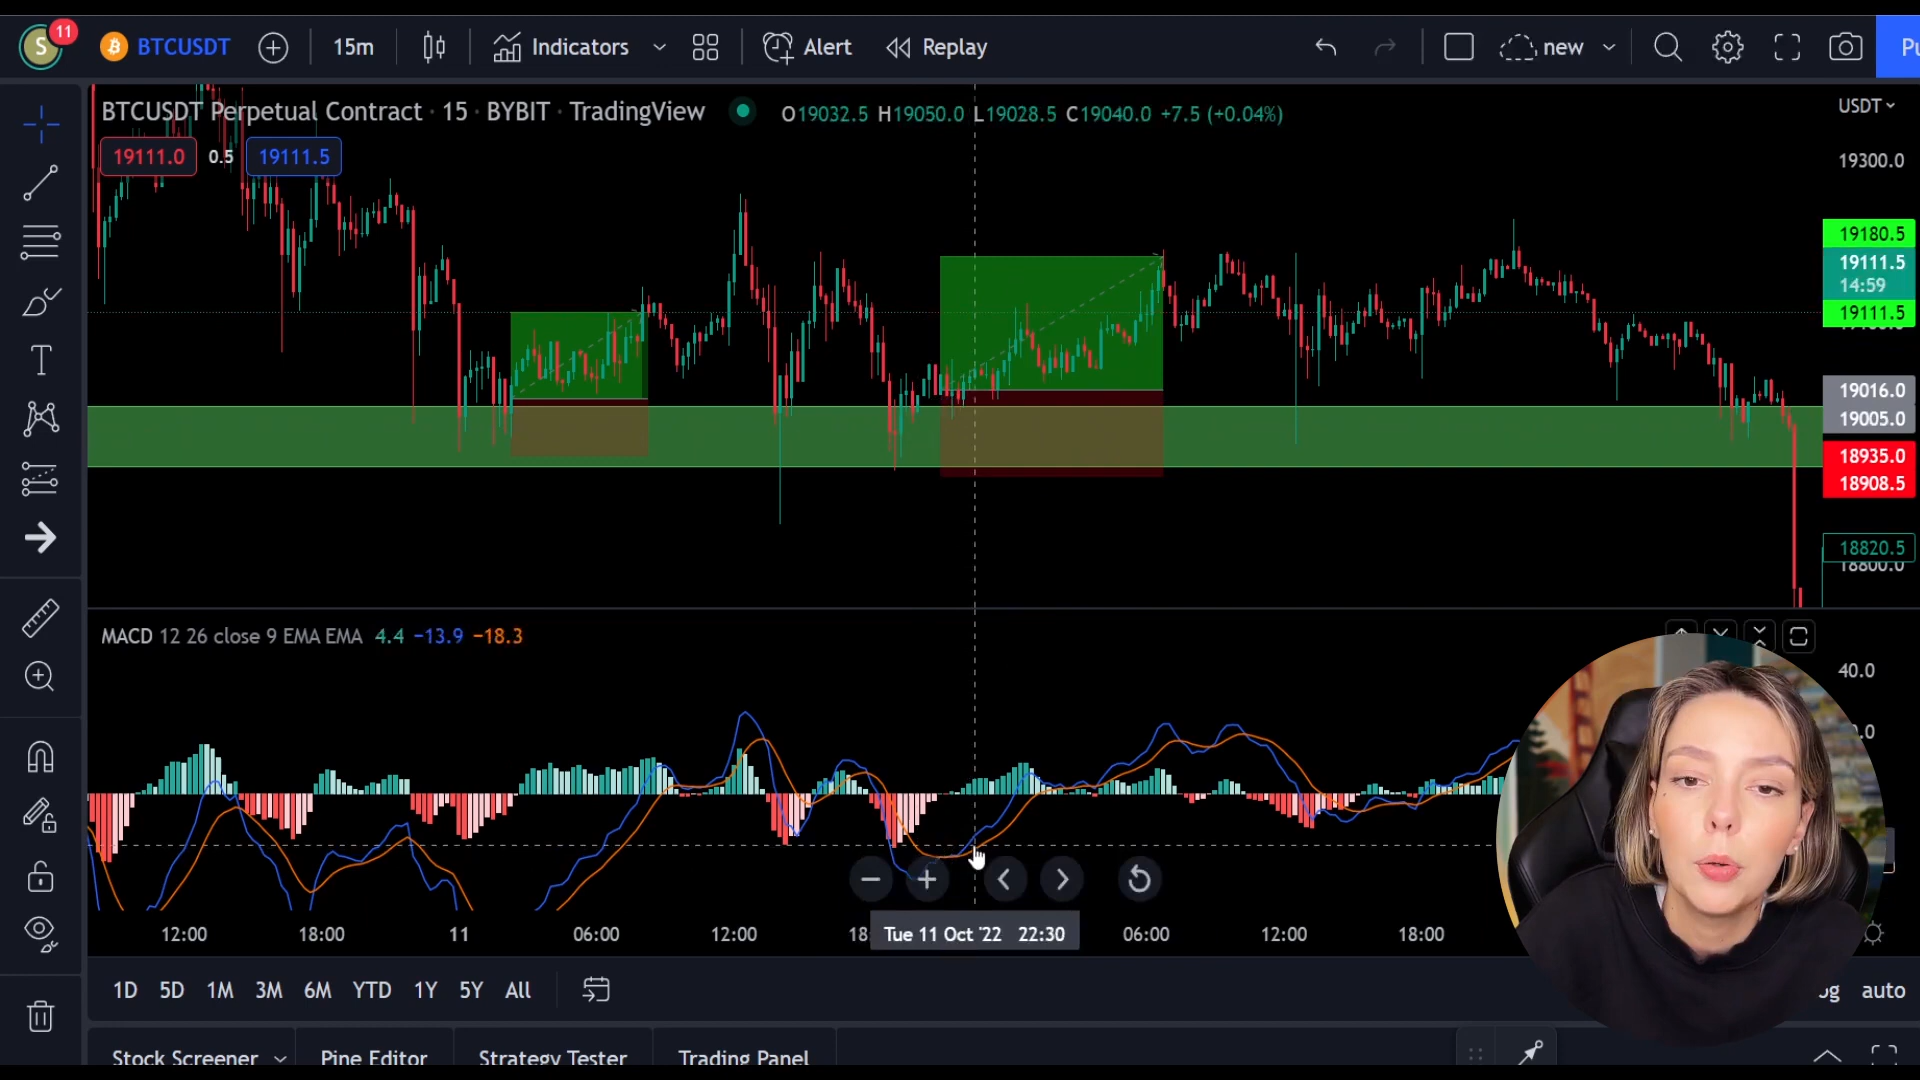 S 11 BTCUSDT 15m Indicators Alert Replay new Pu
BTCUSDT Perpetual Contract · 15 · BYBIT · TradingView O19032.5 H19050.0 L19028.5 C19040.0 +7.5 (+0.04%)
19111.0 0.5 19111.5
USDT
19300.0
19180.5
19111.5
14:59
19111.5
19016.0
19005.0
18935.0
18908.5
18820.5
18800.0
MACD 12 26 close 9 EMA EMA 4.4 −13.9 −18.3
40.0
12:00 18:00 11 06:00 12:00 18: Tue 11 Oct '22 22:30 06:00 12:00 18:00
1D 5D 1M 3M 6M YTD 1Y 5Y All auto
Stock Screener Pine Editor Strategy Tester Trading Panel